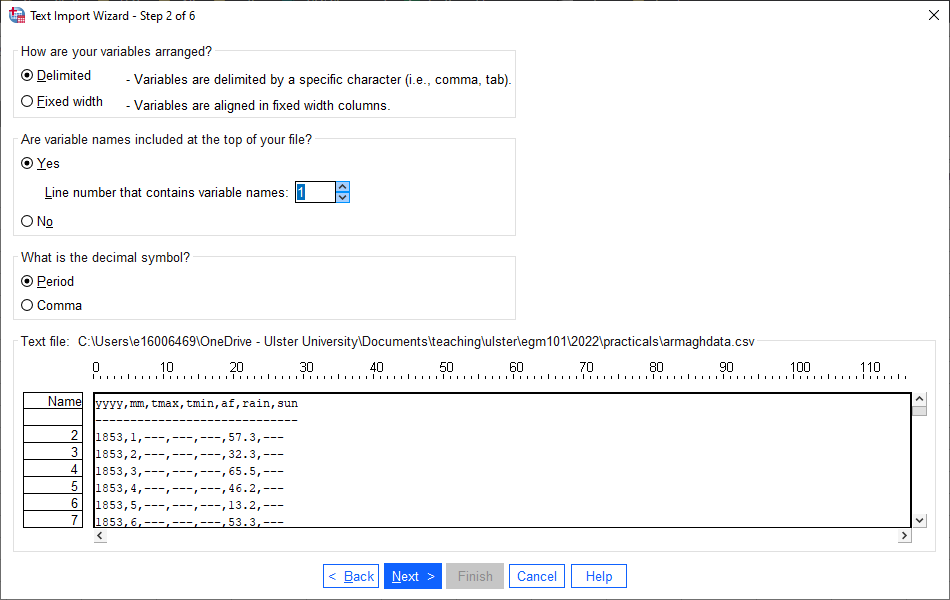 Text Import Wizard - Step 2 of 6
How are your variables arranged?
Delimited - Variables are delimited by a specific character (i.e., comma, tab).
Fixed width - Variables are aligned in fixed width columns.
Are variable names included at the top of your file?
Yes
Line number that contains variable names: 1
No
What is the decimal symbol?
Period
Comma
Text file: C:\Users\e16006469\OneDrive - Ulster University\Documents\teaching\ulster\egm101\2022\practicals\armaghdata.csv
0 10 20 30 40 50 60 70 80 90 100 110
Name yyyy,mm,tmax,tmin,af,rain,sun
-----------------------------
2 1853,1,---,---,---,57.3,---
3 1853,2,---,---,---,32.3,---
4 1853,3,---,---,---,65.5,---
5 1853,4,---,---,---,46.2,---
6 1853,5,---,---,---,13.2,---
7 1853,6,---,---,---,53.3,---
< Back Next > Finish Cancel Help